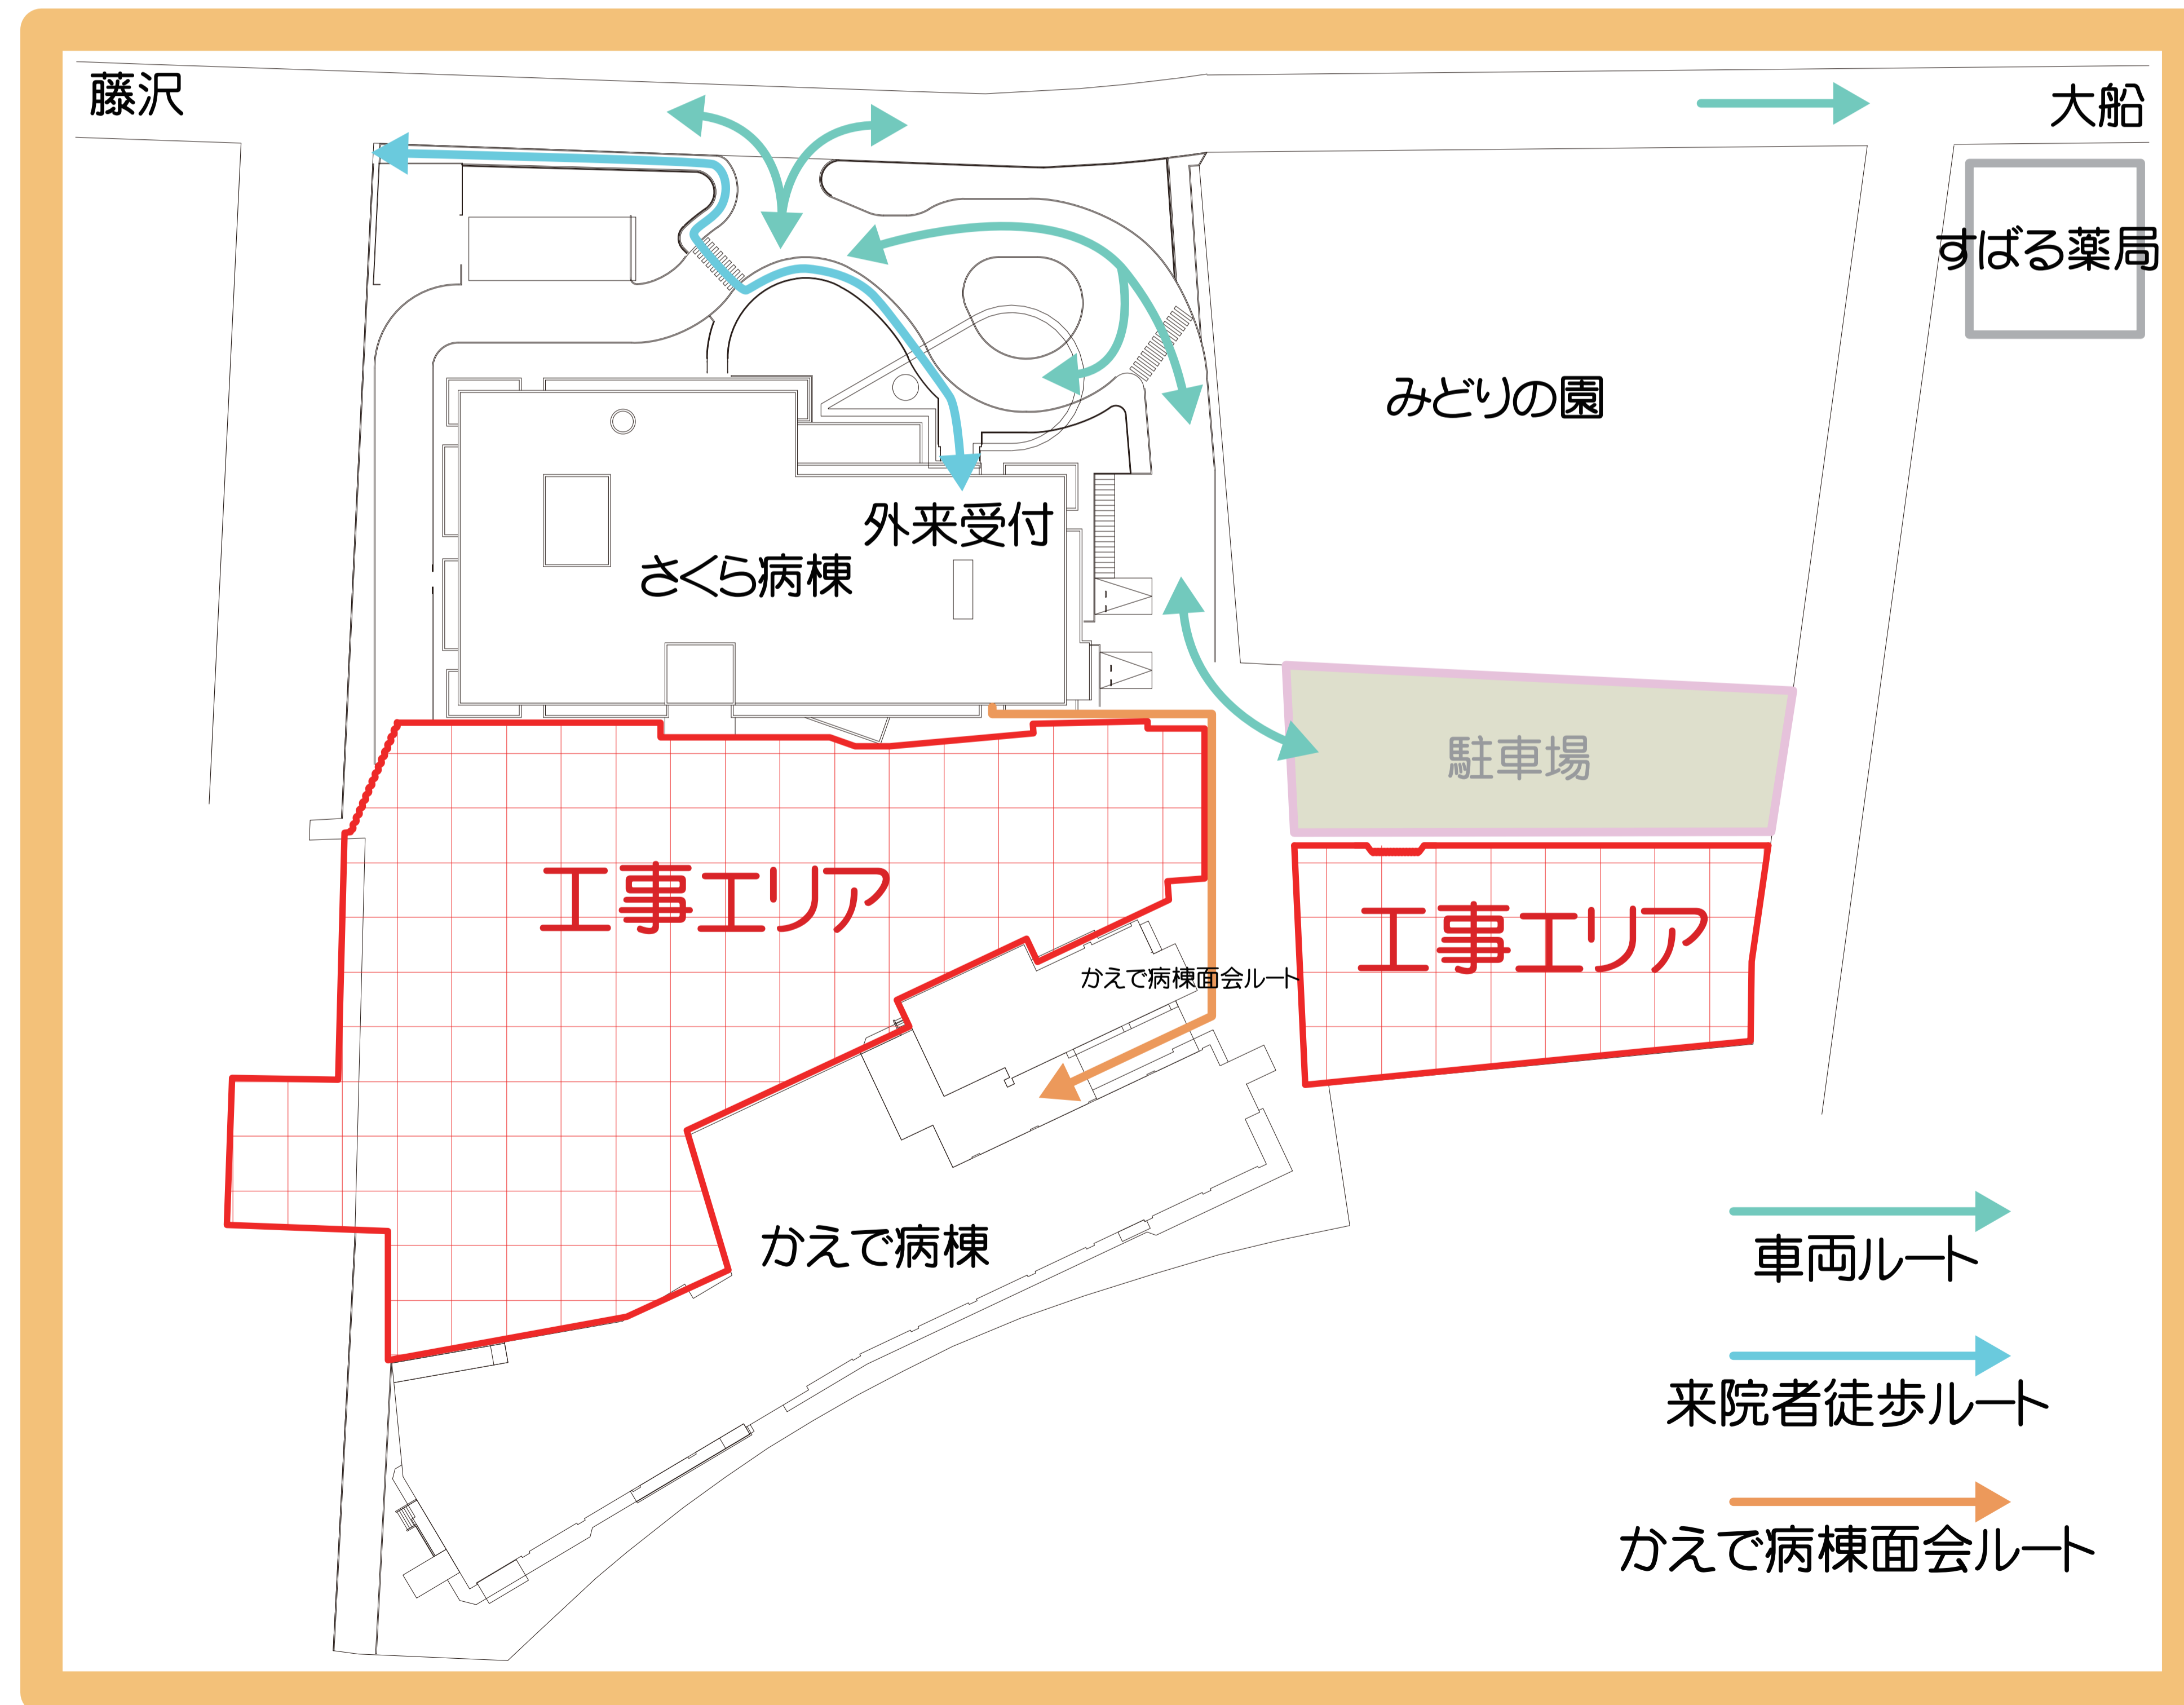 藤沢
大船
すばる薬局
みどりの園
外来受付
さくら病棟
駐車場
工事エリア
工事エリア
かえで病棟面会ルート
かえで病棟
車両ルート
来院者徒歩ルート
かえで病棟面会ルート